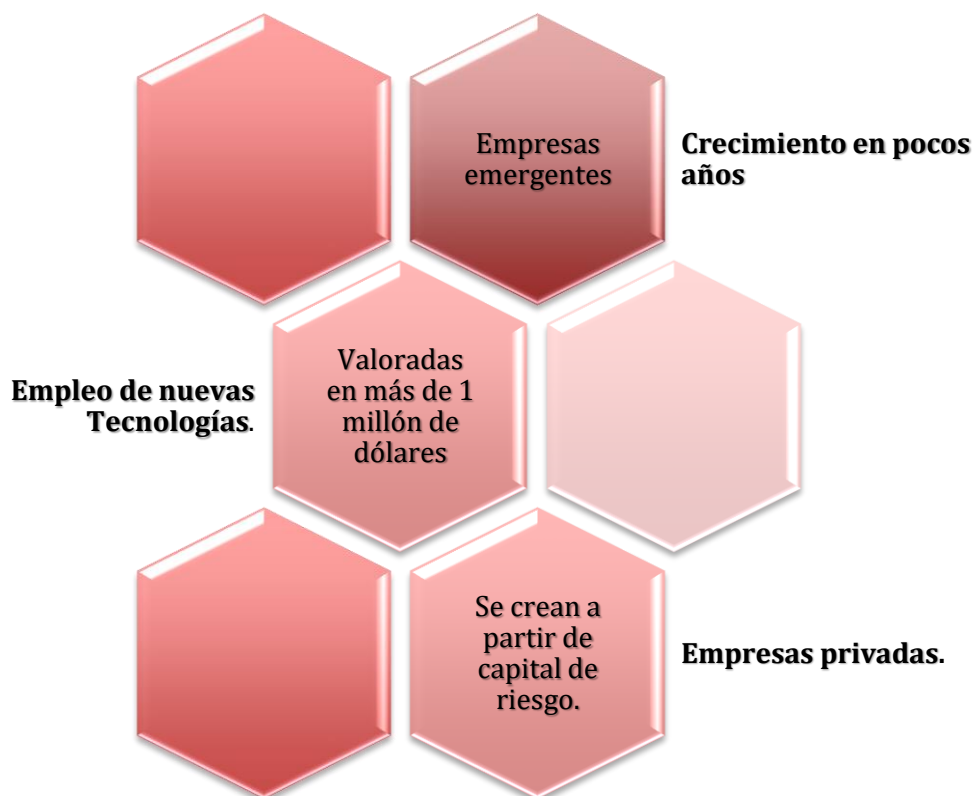 Empresas
emergentes
Crecimiento en pocos
años
Empleo de nuevas
Tecnologías.
Valoradas
en más de 1
millón de
dólares
Se crean a
partir de
capital de
riesgo.
Empresas privadas.